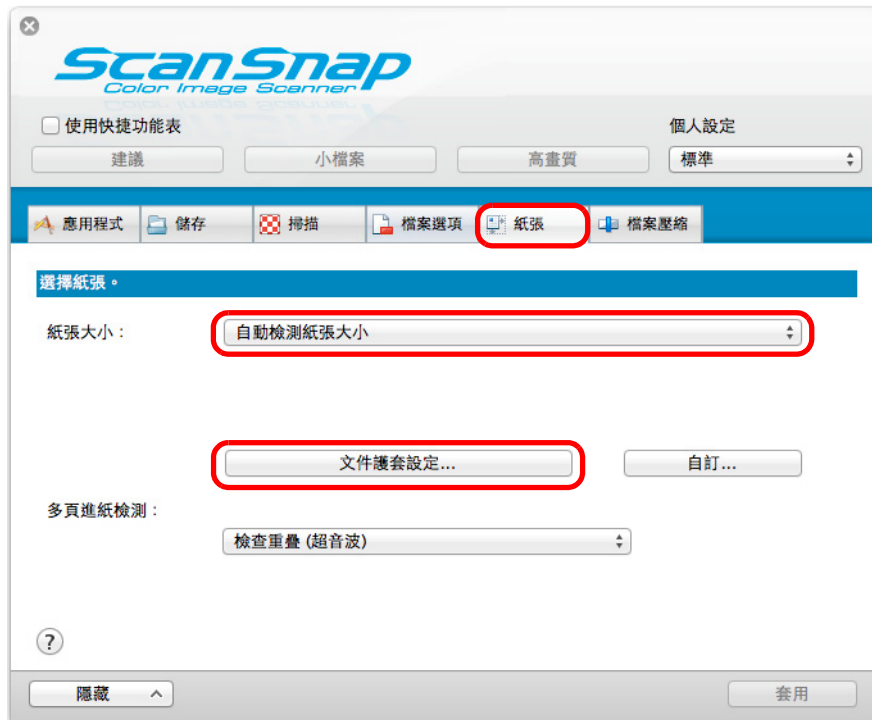 ScanSnap
Color Image Scanner
使用快捷功能表
個人設定
建議 小檔案 高畫質 標準
應用程式 儲存 掃描 檔案選項 紙張 檔案壓縮
選擇紙張。
紙張大小： 自動檢測紙張大小
文件護套設定... 自訂...
多頁進紙檢測：
檢查重疊 (超音波)
?
隱藏 套用